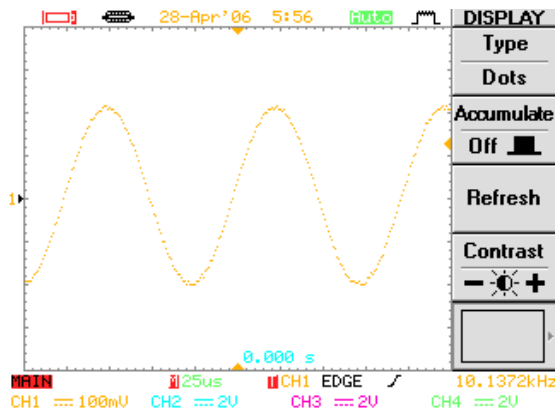 28-Apr'06 5:56 Auto
DISPLAY
Type
Dots
Accumulate
Off
Refresh
Contrast
- +
1
0.000 s
MAIN M 25us T CH1 EDGE 10.1372kHz
CH1 100mV CH2 2V CH3 2V CH4 2V